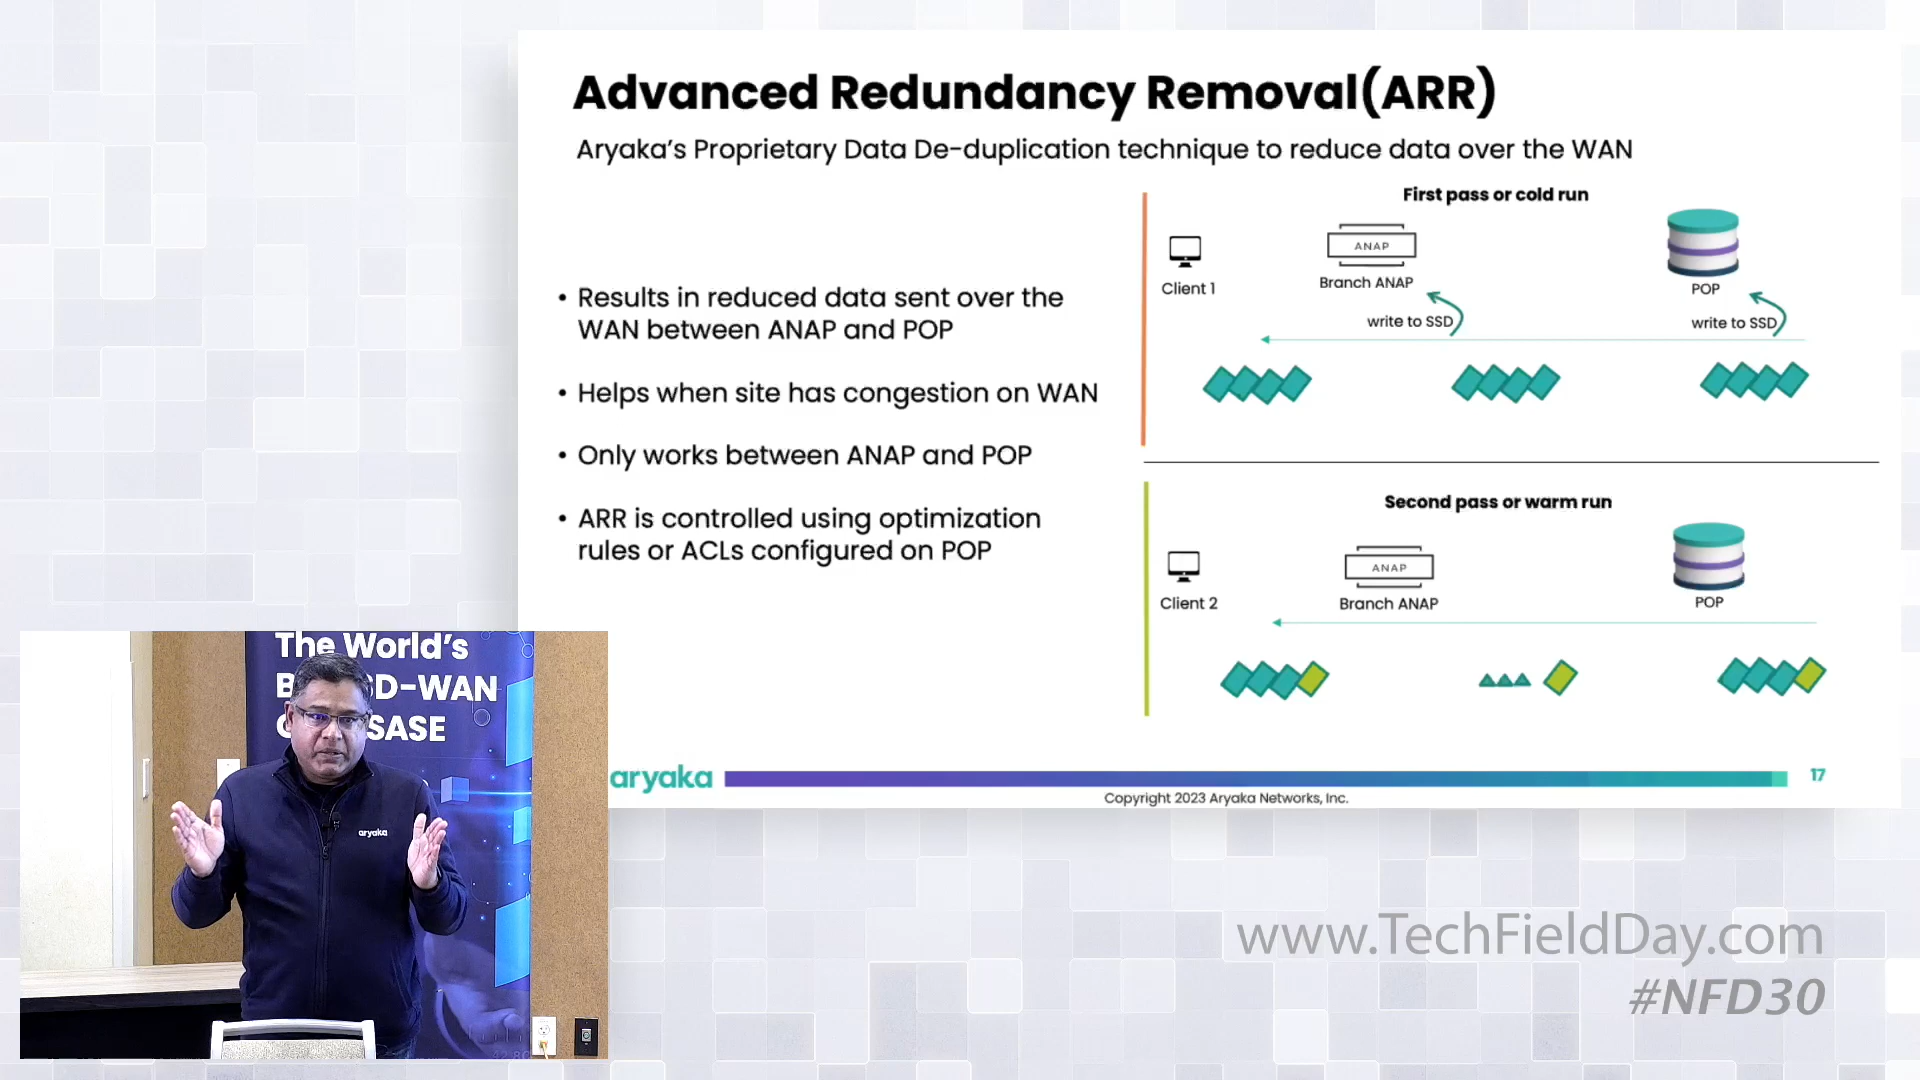 Advanced Redundancy Removal(ARR)
Aryaka's Proprietary Data De-duplication technique to reduce data over the WAN
• Results in reduced data sent over the
WAN between ANAP and POP
• Helps when site has congestion on WAN
• Only works between ANAP and POP
• ARR is controlled using optimization
rules or ACLs configured on POP
First pass or cold run
ANAP
Client 1
Branch ANAP
POP
write to SSD
write to SSD
Second pass or warm run
ANAP
Client 2
Branch ANAP
POP
aryaka
17
Copyright 2023 Aryaka Networks, Inc.
The World's
SD-WAN
SASE
aryaka
www.TechFieldDay.com
#NFD30